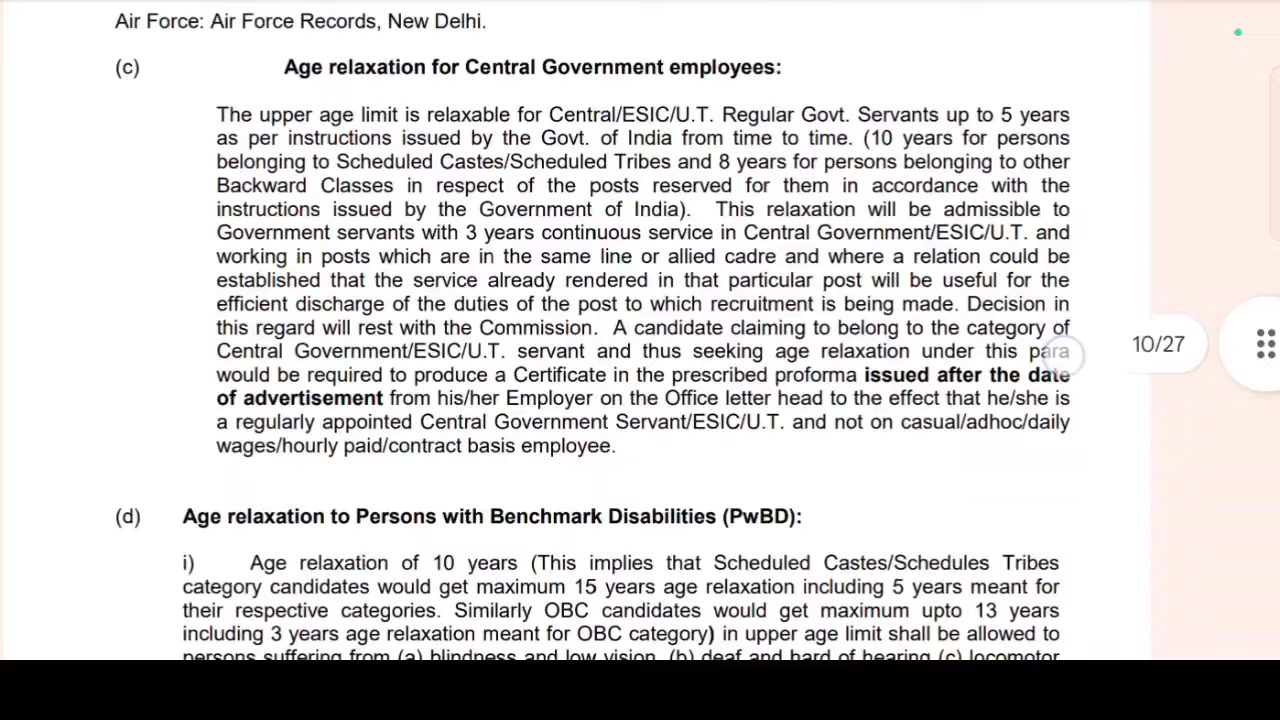 Air Force: Air Force Records, New Delhi.
(c) Age relaxation for Central Government employees:
The upper age limit is relaxable for Central/ESIC/U.T. Regular Govt. Servants up to 5 years
as per instructions issued by the Govt. of India from time to time. (10 years for persons
belonging to Scheduled Castes/Scheduled Tribes and 8 years for persons belonging to other
Backward Classes in respect of the posts reserved for them in accordance with the
instructions issued by the Government of India). This relaxation will be admissible to
Government servants with 3 years continuous service in Central Government/ESIC/U.T. and
working in posts which are in the same line or allied cadre and where a relation could be
established that the service already rendered in that particular post will be useful for the
efficient discharge of the duties of the post to which recruitment is being made. Decision in
this regard will rest with the Commission. A candidate claiming to belong to the category of
Central Government/ESIC/U.T. servant and thus seeking age relaxation under this para
would be required to produce a Certificate in the prescribed proforma issued after the date
of advertisement from his/her Employer on the Office letter head to the effect that he/she is
a regularly appointed Central Government Servant/ESIC/U.T. and not on casual/adhoc/daily
wages/hourly paid/contract basis employee.
10/27
(d) Age relaxation to Persons with Benchmark Disabilities (PwBD):
i) Age relaxation of 10 years (This implies that Scheduled Castes/Schedules Tribes
category candidates would get maximum 15 years age relaxation including 5 years meant for
their respective categories. Similarly OBC candidates would get maximum upto 13 years
including 3 years age relaxation meant for OBC category) in upper age limit shall be allowed to
persons suffering from (a) blindness and low vision, (b) deaf and hard of hearing (c) locomotor